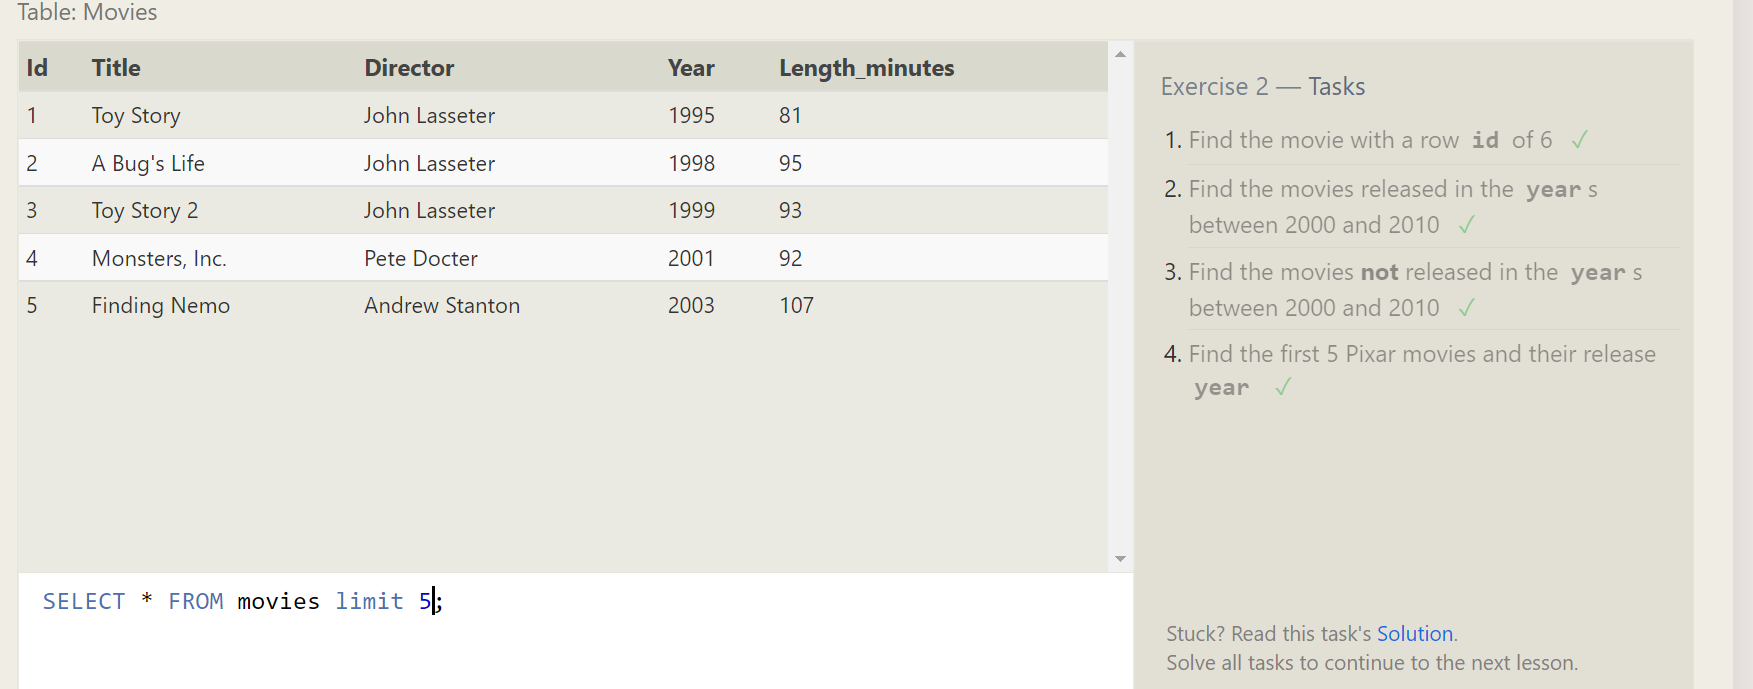 Table: Movies
Id Title Director Year Length_minutes
1 Toy Story John Lasseter 1995 81
2 A Bug's Life John Lasseter 1998 95
3 Toy Story 2 John Lasseter 1999 93
4 Monsters, Inc. Pete Docter 2001 92
5 Finding Nemo Andrew Stanton 2003 107
SELECT * FROM movies limit 5;
Exercise 2 — Tasks
1. Find the movie with a row id of 6 ✓
2. Find the movies released in the year s
between 2000 and 2010 ✓
3. Find the movies not released in the year s
between 2000 and 2010 ✓
4. Find the first 5 Pixar movies and their release
year ✓
Stuck? Read this task's Solution.
Solve all tasks to continue to the next lesson.